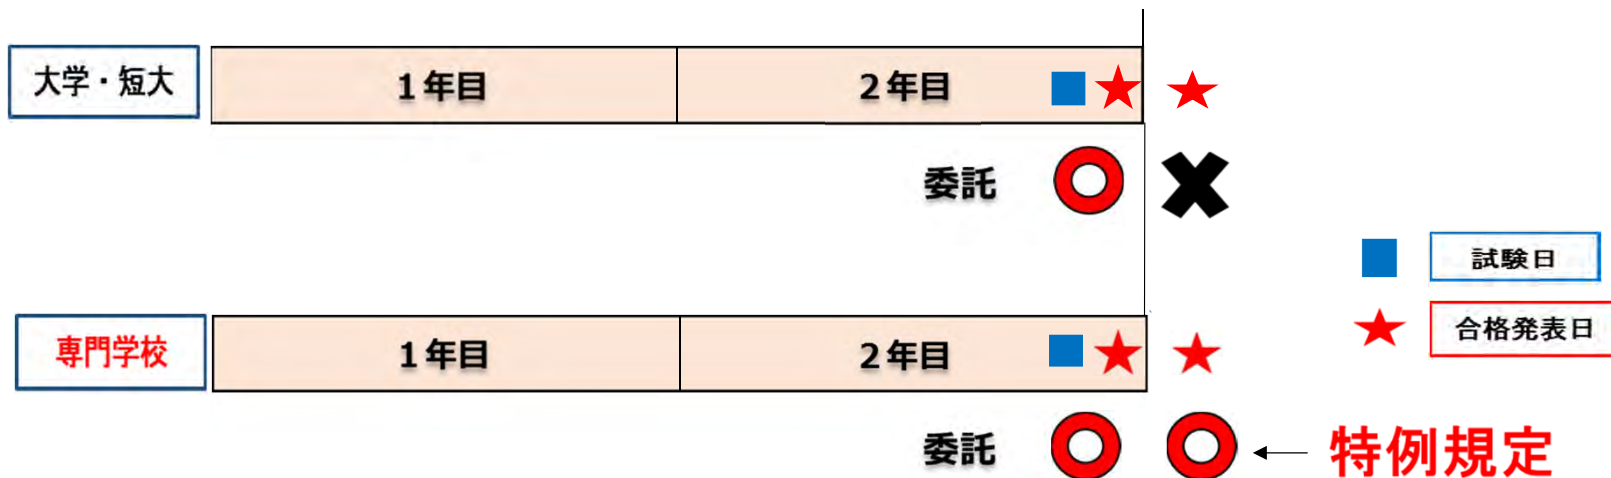 大学・短大
1年目
2年目
委託
試験日
合格発表日
専門学校
1年目
2年目
委託
特例規定